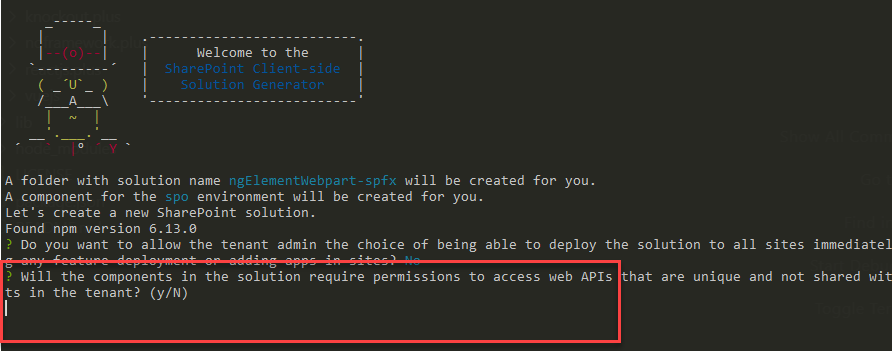 Welcome to the
SharePoint Client-side
Solution Generator
A folder with solution name ngElementWebpart-spfx will be created for you.
A component for the spo environment will be created for you.
Let's create a new SharePoint solution.
Found npm version 6.13.0
? Do you want to allow the tenant admin the choice of being able to deploy the solution to all sites immediatel
g any feature deployment or adding apps in sites? No
? Will the components in the solution require permissions to access web APIs that are unique and not shared wit
ts in the tenant? (y/N)